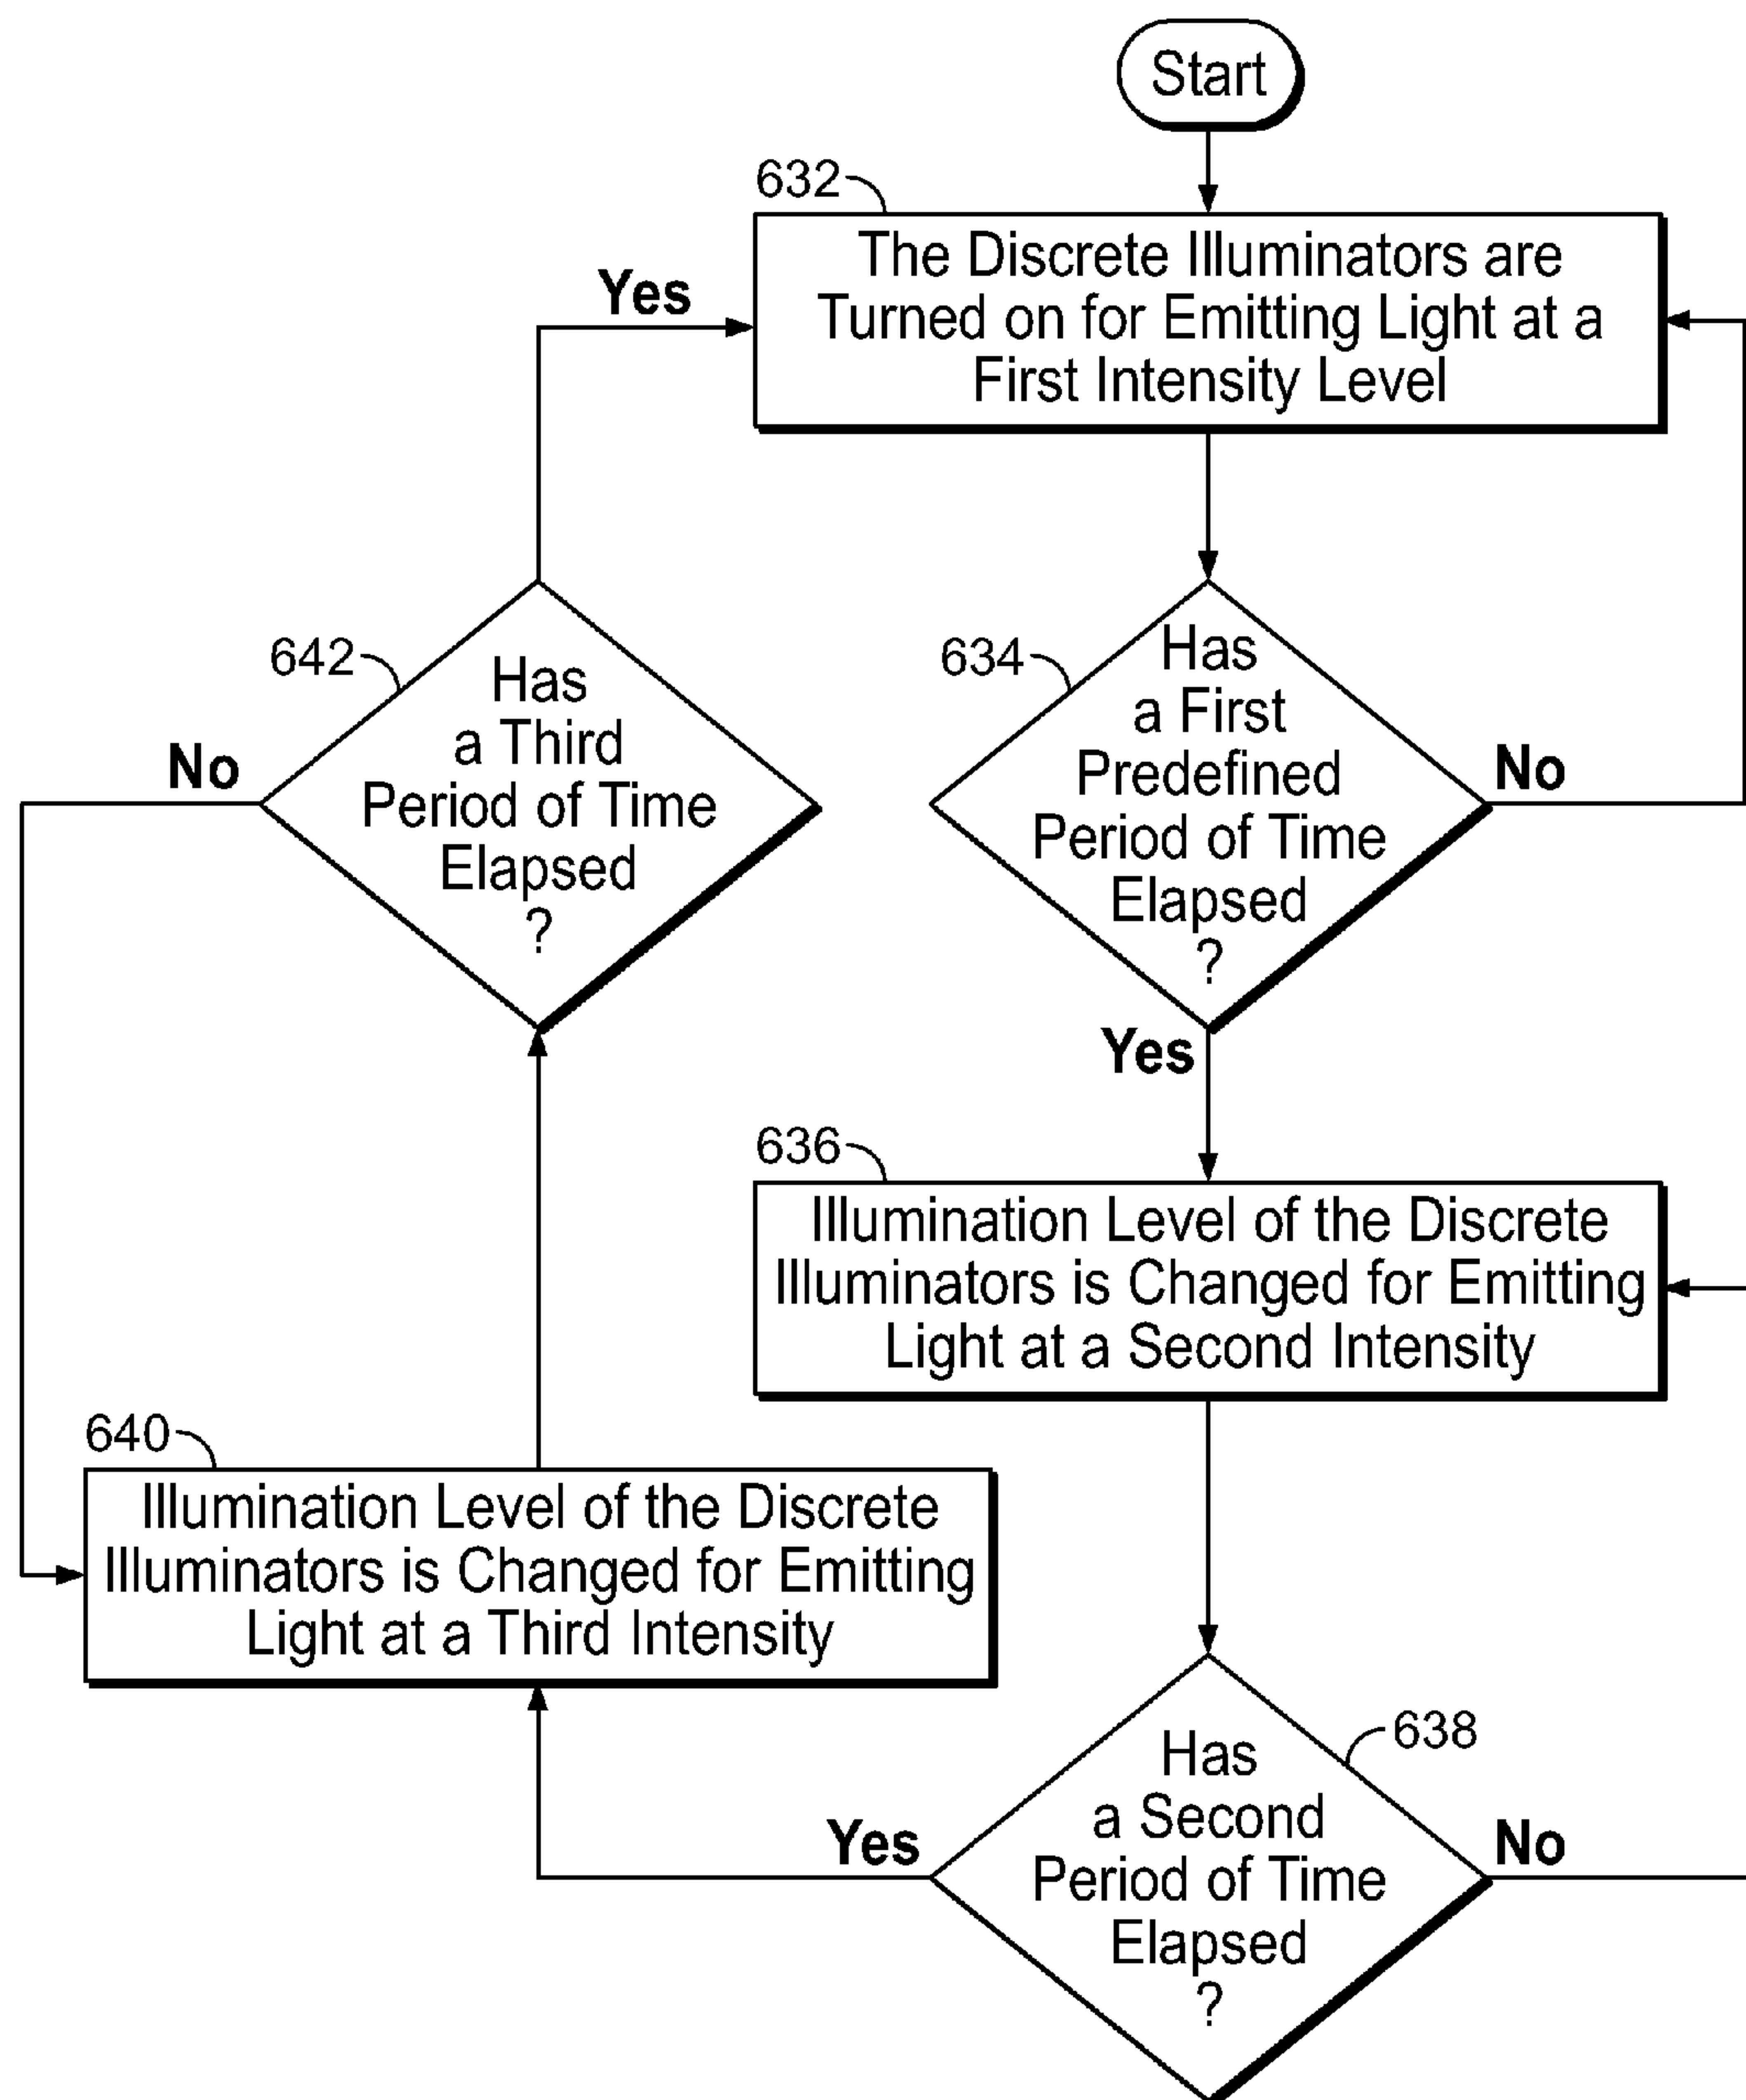 Start
632
The Discrete Illuminators are
Turned on for Emitting Light at a
First Intensity Level
Yes
642
Has
a Third
Period of Time
Elapsed
?
No
634
Has
a First
Predefined
Period of Time
Elapsed
?
No
Yes
636
Illumination Level of the Discrete
Illuminators is Changed for Emitting
Light at a Second Intensity
640
Illumination Level of the Discrete
Illuminators is Changed for Emitting
Light at a Third Intensity
638
Has
a Second
Period of Time
Elapsed
?
Yes
No